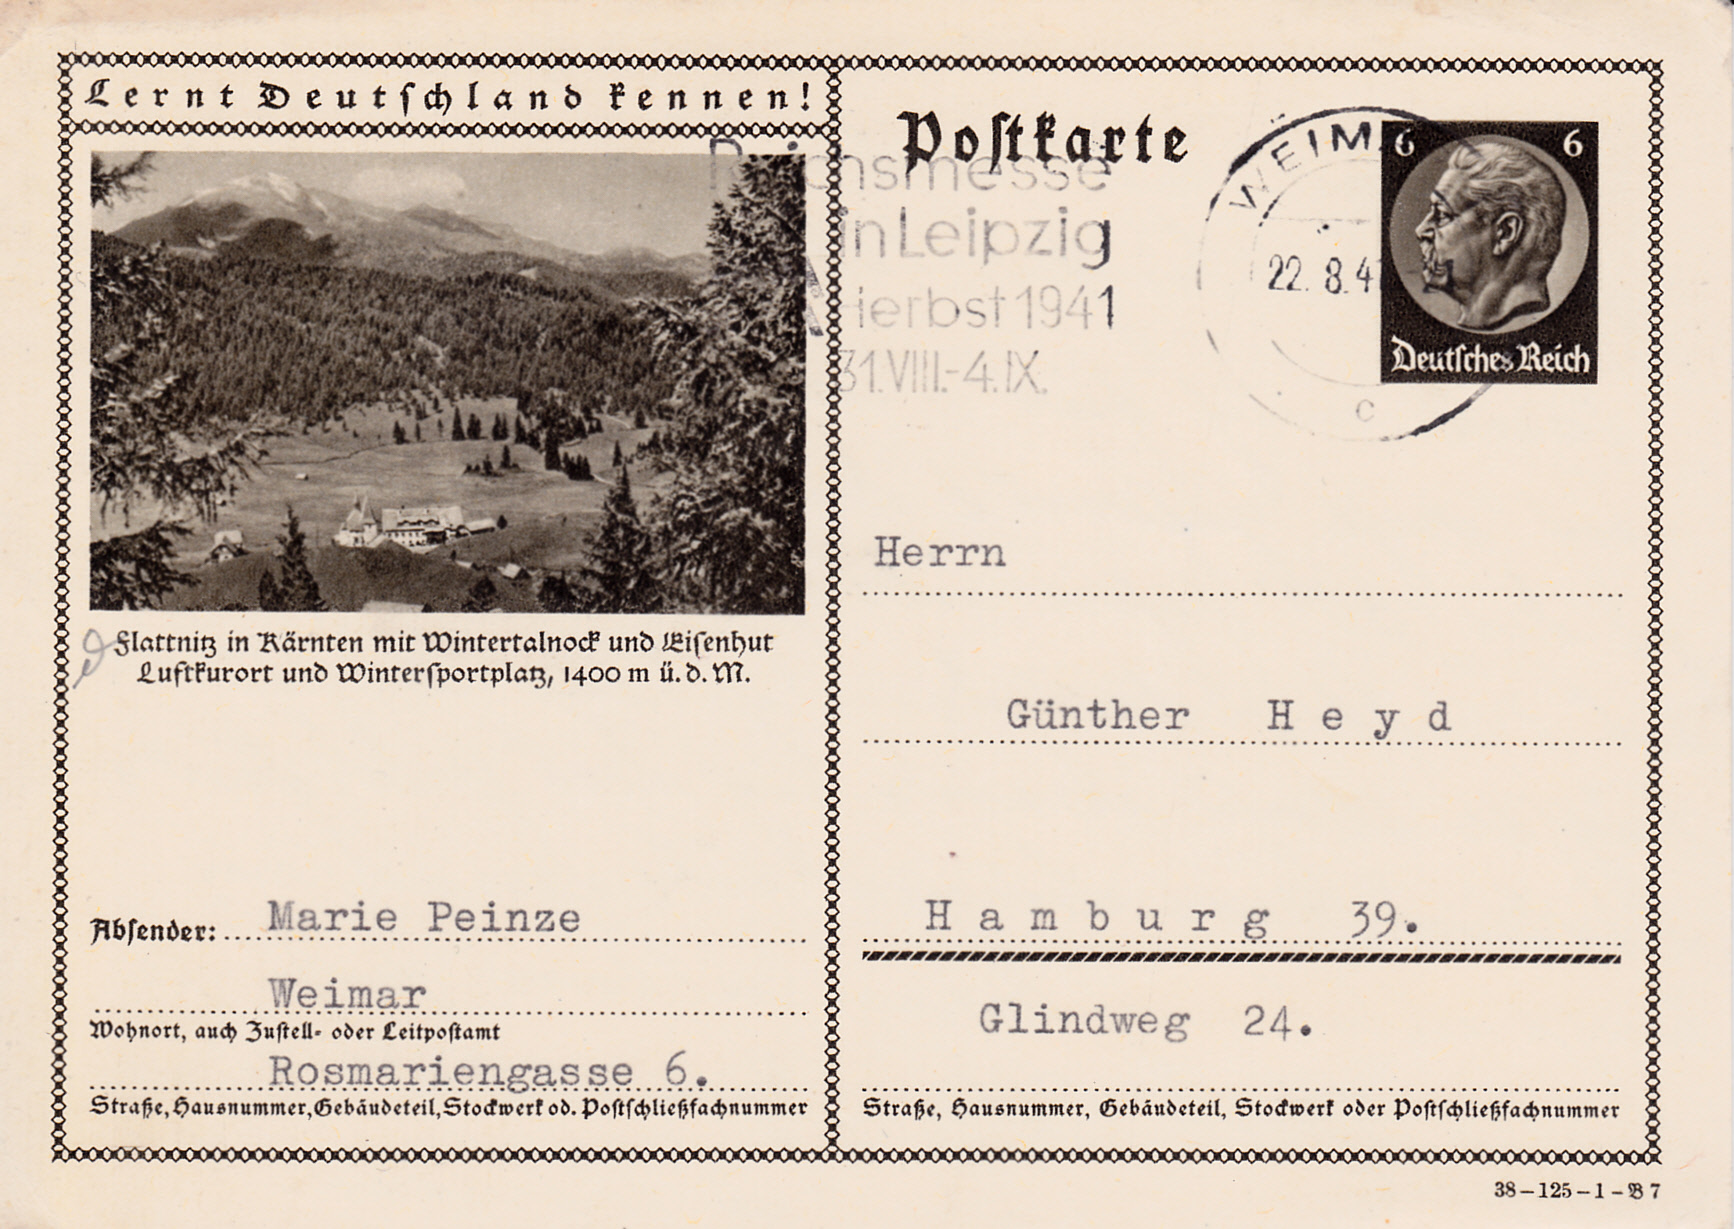 Lernt Deutschland kennen!
Flattnitz in Kärnten mit Wintertalnock und Eisenhut
Luftkurort und Wintersportplatz, 1400 m ü. d. M.
Absender: Marie Peinze
Weimar
Wohnort, auch Zustell- oder Leitpostamt
Rosmariengasse 6.
Straße, Hausnummer, Gebäudeteil, Stockwerk od. Postschließfachnummer
Postkarte
Reichsmesse
in Leipzig
Herbst 1941
31.VIII.-4.IX.
22.8.41
c
6 6
Deutsches Reich
Herrn
Günther Heyd
Hamburg 39.
Glindweg 24.
Straße, Hausnummer, Gebäudeteil, Stockwerk oder Postschließfachnummer
38-125-1-B 7